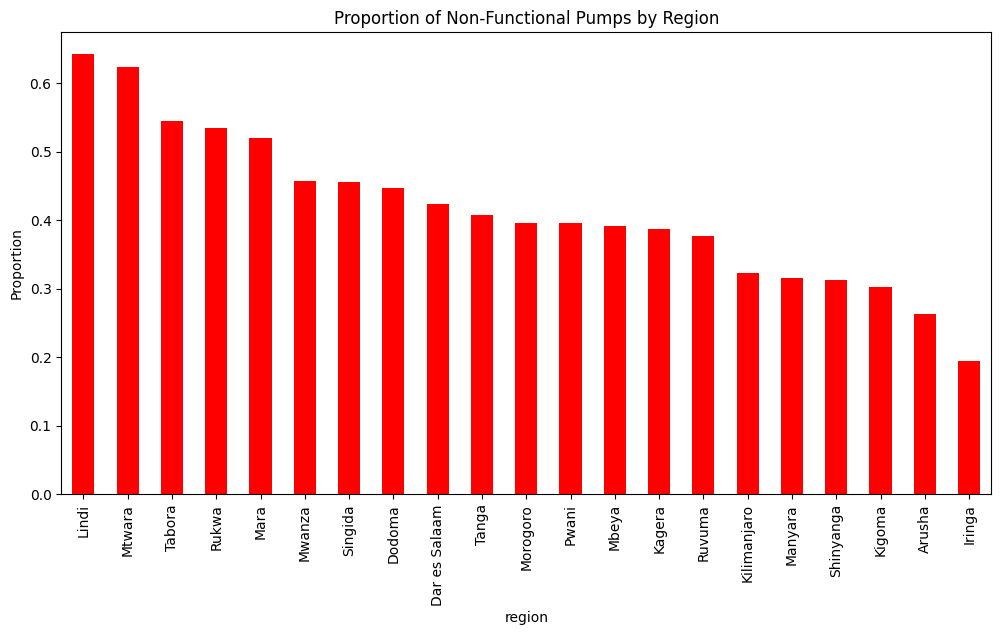 Proportion of Non-Functional Pumps by Region
Proportion
0.6
0.5
0.4
0.3
0.2
0.1
0.0
Lindi
Mtwara
Tabora
Rukwa
Mara
Mwanza
Singida
Dodoma
Dar es Salaam
Tanga
Morogoro
Pwani
Mbeya
Kagera
Ruvuma
Kilimanjaro
Manyara
Shinyanga
Kigoma
Arusha
Iringa
region